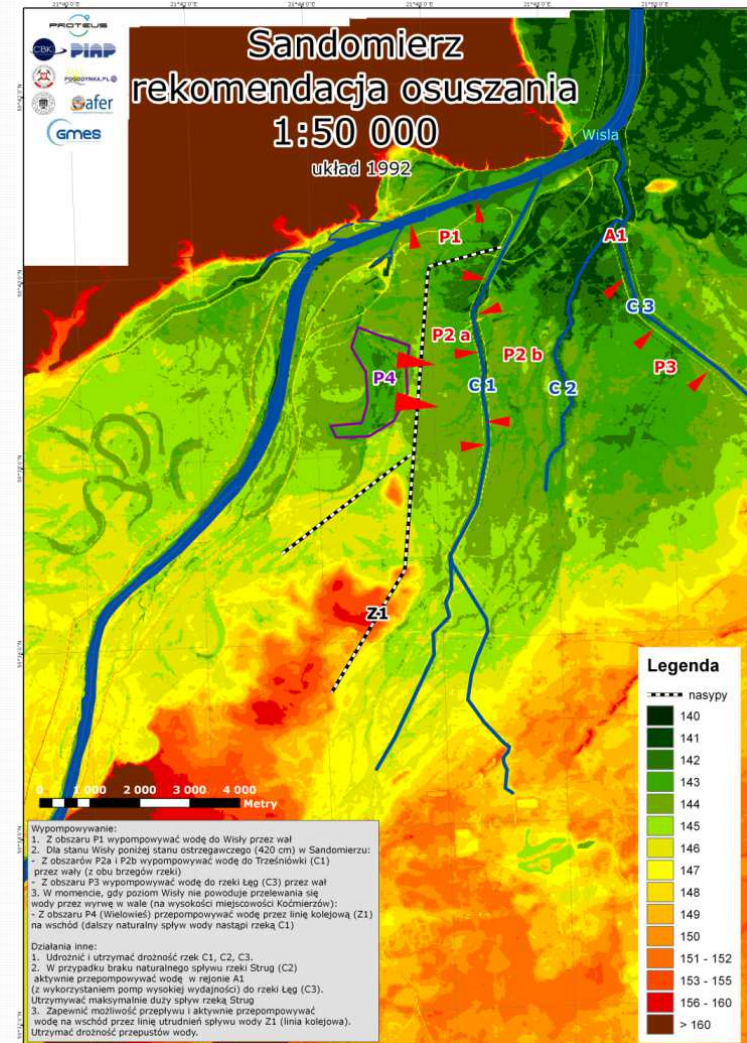 PROTEUS
CBK
PIAP
POGODYNKA.PL
Safer
GMES
Sandomierz
rekomendacja osuszania
1:50 000
układ 1992
Wisla
P1
A1
C 3
P2 a
P2 b
P3
P4
C 1
C 2
Z1
0
1 000
2 000
3 000
4 000
Metry
Wypompowywanie:
1. Z obszaru P1 wypompowywać wodę do Wisły przez wał
2. Dla stanu Wisły poniżej stanu ostrzegawczego (420 cm) w Sandomierzu:
- Z obszarów P2a i P2b wypompowywać wodę do Trześniówki (C1)
przez wały (z obu brzegów rzeki)
- Z obszaru P3 wypompowywać wodę do rzeki Łęg (C3) przez wał
3. W momencie, gdy poziom Wisły nie powoduje przelewania się
wody przez wyrwę w wale (na wysokości miejscowości Koćmierzów):
- Z obszaru P4 (Wielowieś) przepompowywać wodę przez linię kolejową (Z1)
na wschód (dalszy naturalny spływ wody nastąpi rzeką C1)
Działania inne:
1. Udrożnić i utrzymać drożność rzek C1, C2, C3.
2. W przypadku braku naturalnego spływu rzeki Strug (C2)
aktywnie przepompowywać wodę w rejonie A1
(z wykorzystaniem pomp wysokiej wydajności) do rzeki Łęg (C3).
Utrzymywać maksymalnie duży spływ rzeką Strug
3. Zapewnić możliwość przepływu i aktywnie przepompowywać
wodę na wschód przez linię utrudnień spływu wody Z1 (linia kolejowa).
Utrzymać drożność przepustów wody.
Legenda
nasypy
140
141
142
143
144
145
146
147
148
149
150
151 - 152
153 - 155
156 - 160
> 160